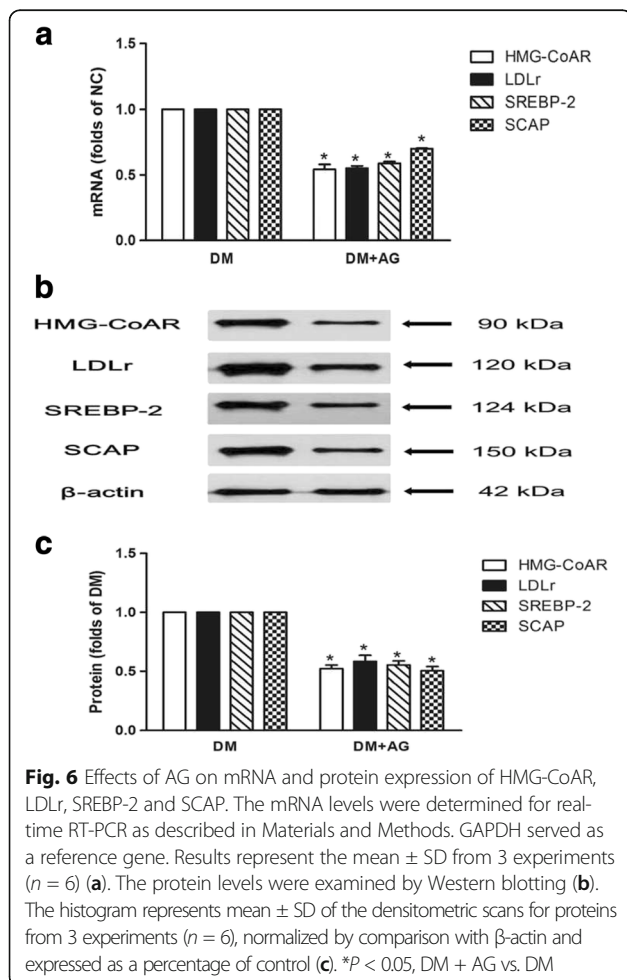 a
1.5
1.0
0.5
0.0
mRNA (folds of NC)
HMG-CoAR
LDLr
SREBP-2
SCAP
* * * *
DM DM+AG
b
HMG-CoAR 90 kDa
LDLr 120 kDa
SREBP-2 124 kDa
SCAP 150 kDa
β-actin 42 kDa
c
1.5
1.0
0.5
0.0
Protein (folds of DM)
HMG-CoAR
LDLr
SREBP-2
SCAP
* * * *
DM DM+AG
Fig. 6 Effects of AG on mRNA and protein expression of HMG-CoAR,
LDLr, SREBP-2 and SCAP. The mRNA levels were determined for real-
time RT-PCR as described in Materials and Methods. GAPDH served as
a reference gene. Results represent the mean ± SD from 3 experiments
(n = 6) (a). The protein levels were examined by Western blotting (b).
The histogram represents mean ± SD of the densitometric scans for proteins
from 3 experiments (n = 6), normalized by comparison with β-actin and
expressed as a percentage of control (c). *P < 0.05, DM + AG vs. DM